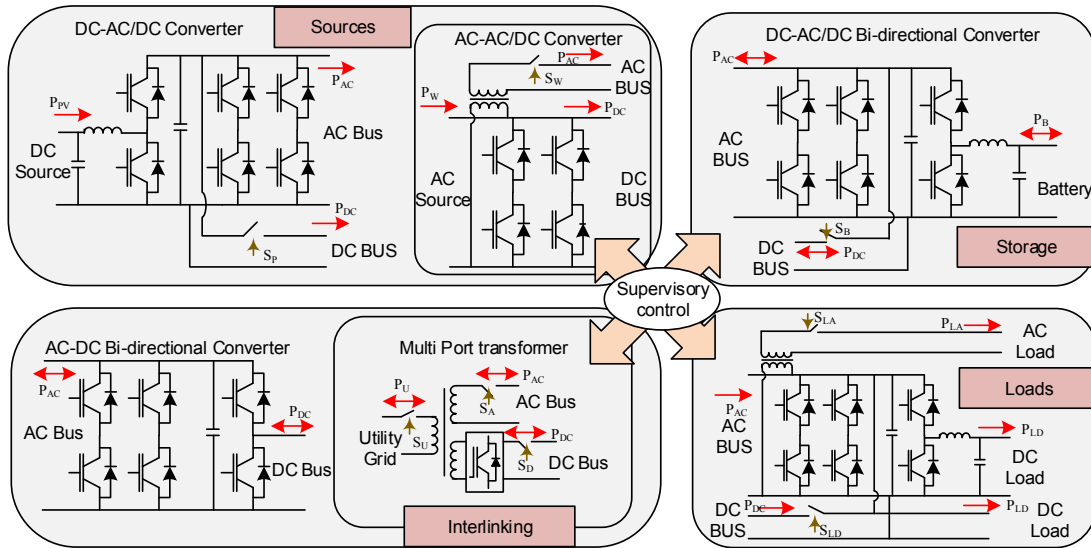 DC-AC/DC Converter
Sources
P_PV
DC
Source
P_AC
AC Bus
P_DC
DC BUS
S_P
AC-AC/DC Converter
P_AC
AC
BUS
S_W
P_W
P_DC
AC
Source
DC
BUS
DC-AC/DC Bi-directional Converter
P_AC
AC
BUS
P_B
Battery
S_B
DC
BUS
P_DC
Storage
Supervisory
control
AC-DC Bi-directional Converter
P_AC
AC Bus
P_DC
DC Bus
Multi Port transformer
P_U
P_AC
S_A
AC Bus
S_U
Utility
Grid
P_DC
S_D
DC Bus
Interlinking
S_LA
P_LA
AC
Load
Loads
P_AC
AC
BUS
P_LD
DC
Load
P_DC
DC
BUS
S_LD
P_LD
DC
Load